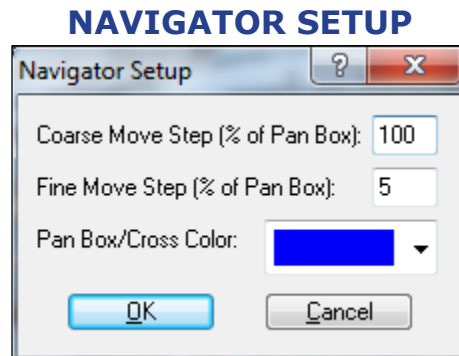 NAVIGATOR SETUP
Navigator Setup
Coarse Move Step (% of Pan Box): 100
Fine Move Step (% of Pan Box): 5
Pan Box/Cross Color:
OK Cancel